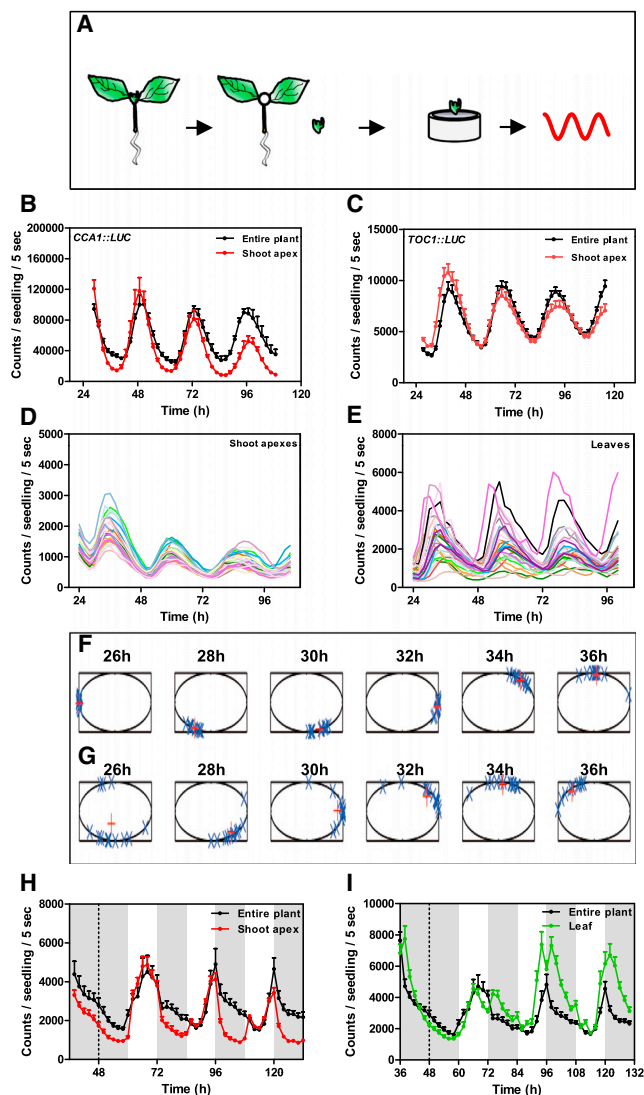 A
B
C
200000
160000
120000
80000
40000
0
Counts / seedling / 5 sec
CCA1::LUC
Entire plant
Shoot apex
24 48 72 96 120
Time (h)
15000
10000
5000
0
Counts / seedling / 5 sec
TOC1::LUC
Entire plant
Shoot apex
24 48 72 96 120
Time (h)
D
E
5000
4000
3000
2000
1000
0
Counts / seedling / 5 sec
Shoot apexes
24 48 72 96
Time (h)
8000
6000
4000
2000
0
Counts / seedling / 5 sec
Leaves
24 48 72 96
Time (h)
F
26h 28h 30h 32h 34h 36h
G
26h 28h 30h 32h 34h 36h
H
I
8000
6000
4000
2000
0
Counts / seedling / 5 sec
Entire plant
Shoot apex
48 72 96 120
Time (h)
10000
8000
6000
4000
2000
0
Counts / seedling / 5 sec
Entire plant
Leaf
36 48 60 72 84 96 108 120 132
Time (h)